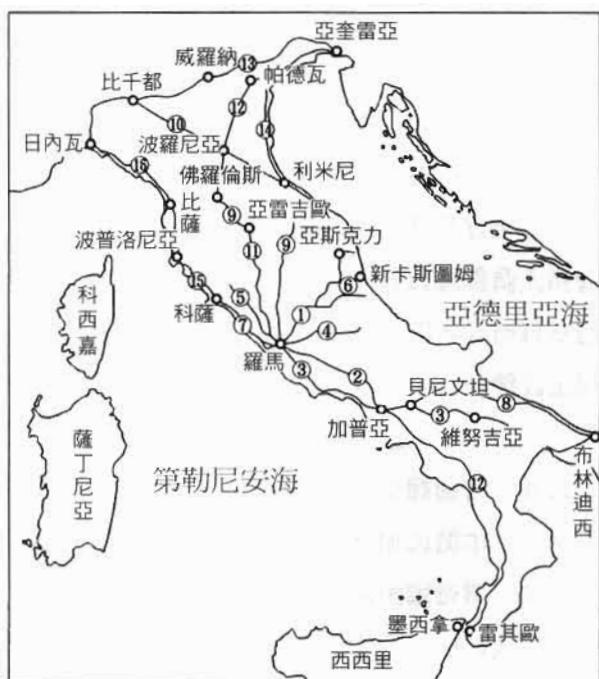 亞奎雷亞
威羅納
⑬
帕德瓦
比千都
⑫
⑩
⑭
日內瓦
波羅尼亞
⑯
佛羅倫斯
利米尼
比薩
⑨
亞雷吉歐
⑨
亞斯克力
波普洛尼亞
⑪
新卡斯圖姆
⑥
科西嘉
⑮
⑤
①
亞德里亞海
科薩
⑦
④
羅馬
③
②
貝尼文坦
⑧
加普亞
③
維努吉亞
薩丁尼亞
第勒尼安海
⑫
布林迪西
墨西拿
雷其歐
西西里